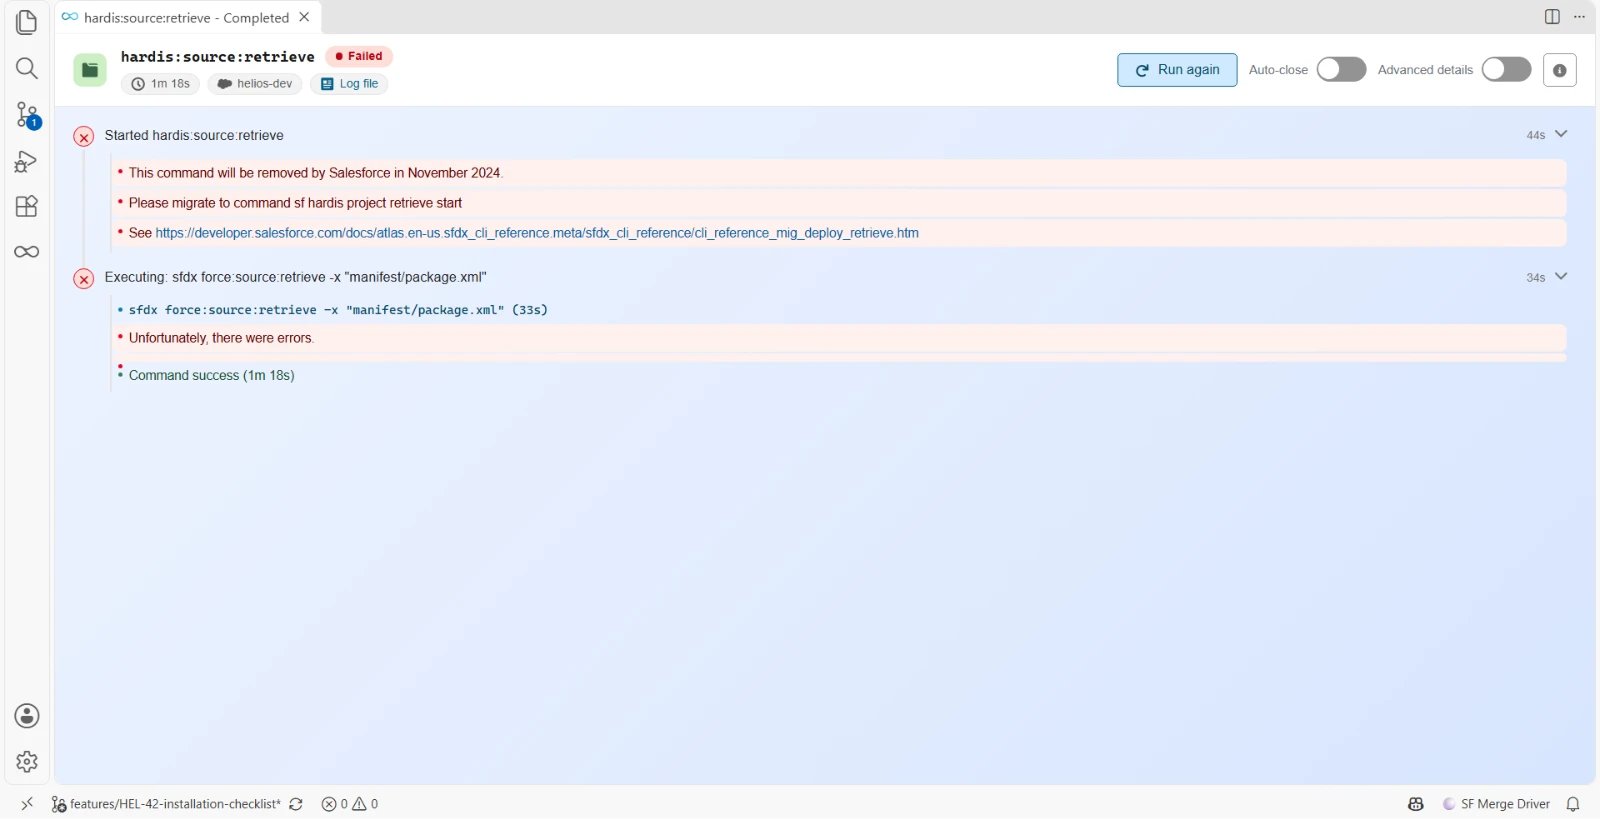 hardis:source:retrieve - Completed
hardis:source:retrieve Failed
1m 18s helios-dev Log file
Run again Auto-close Advanced details
Started hardis:source:retrieve 44s
This command will be removed by Salesforce in November 2024.
Please migrate to command sf hardis project retrieve start
See https://developer.salesforce.com/docs/atlas.en-us.sfdx_cli_reference.meta/sfdx_cli_reference/cli_reference_mig_deploy_retrieve.htm
Executing: sfdx force:source:retrieve -x "manifest/package.xml" 34s
sfdx force:source:retrieve -x "manifest/package.xml" (33s)
Unfortunately, there were errors.
Command success (1m 18s)
1
features/HEL-42-installation-checklist* 0 0 SF Merge Driver